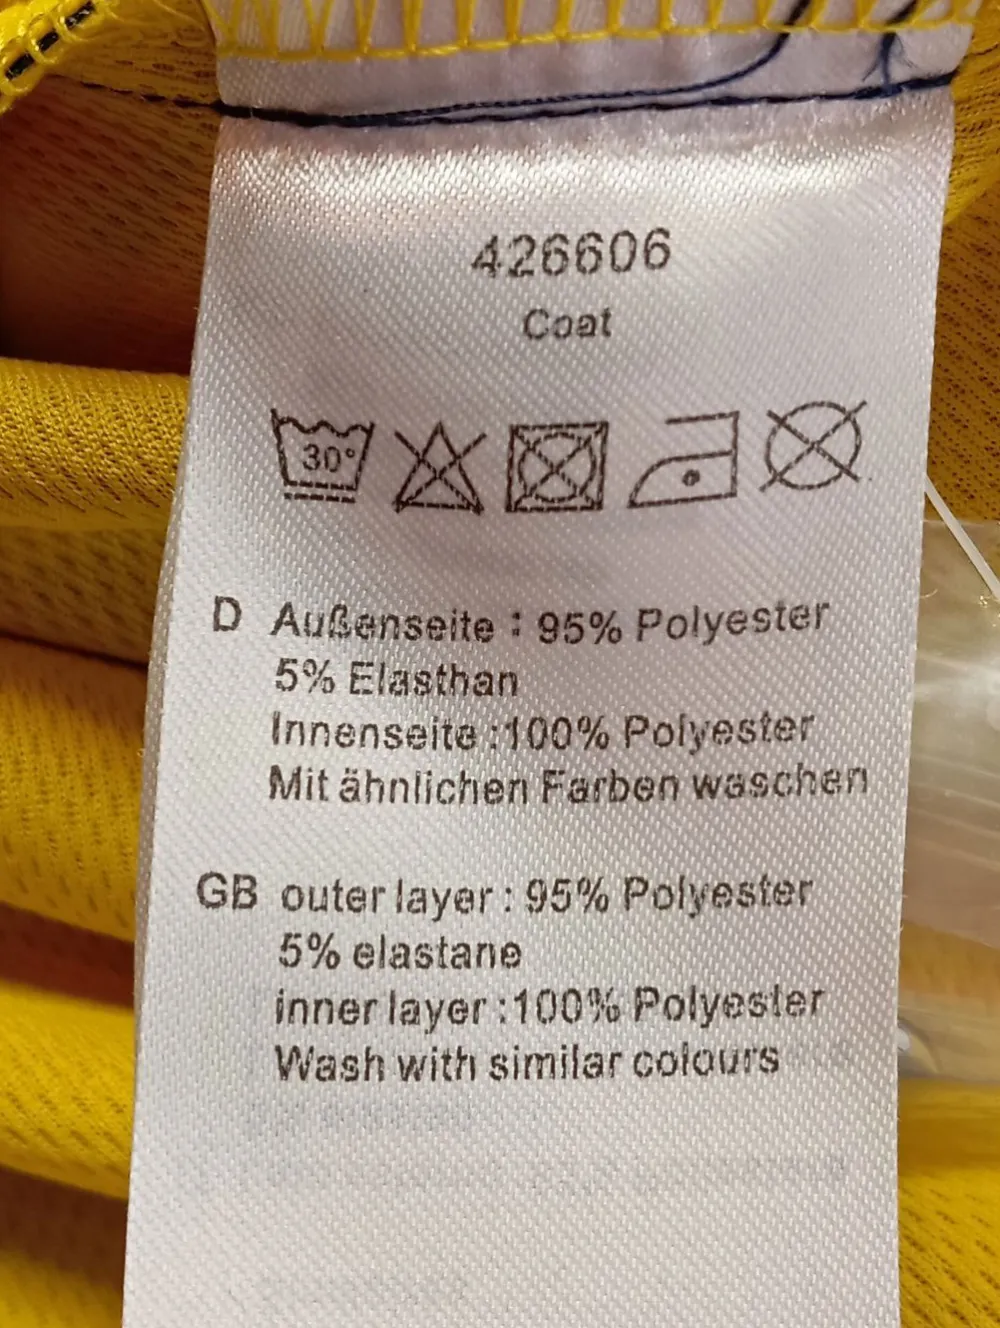 426606
Coat
30°
D Außenseite : 95% Polyester
5% Elasthan
Innenseite :100% Polyester
Mit ähnlichen Farben waschen
GB outer layer : 95% Polyester
5% elastane
inner layer :100% Polyester
Wash with similar colours